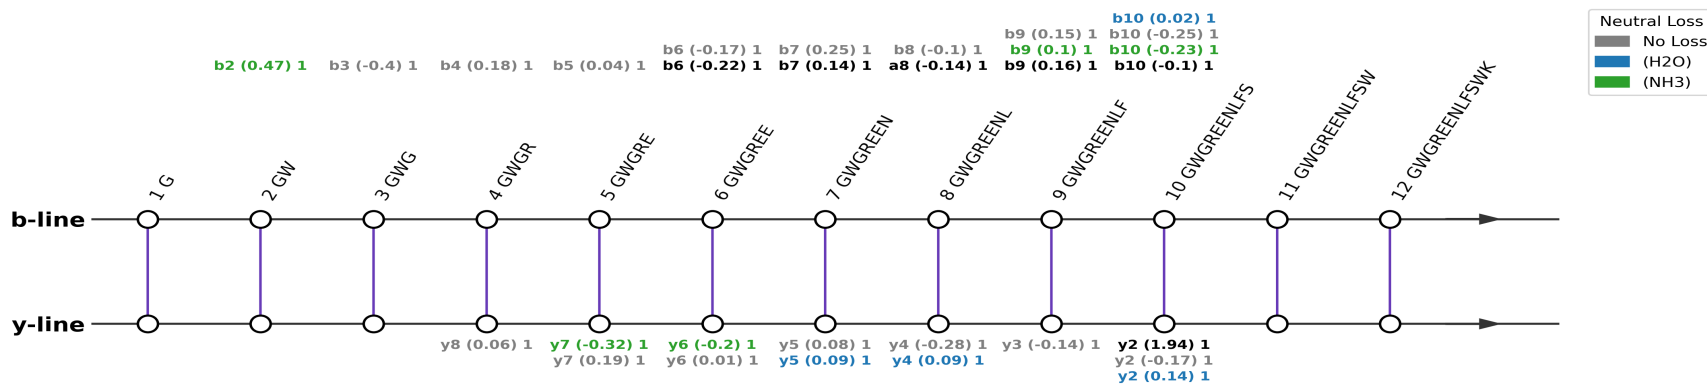 b10 (0.02) 1
b9 (0.15) 1 b10 (-0.25) 1
b6 (-0.17) 1 b7 (0.25) 1 b8 (-0.1) 1 b9 (0.1) 1 b10 (-0.23) 1
b2 (0.47) 1 b3 (-0.4) 1 b4 (0.18) 1 b5 (0.04) 1 b6 (-0.22) 1 b7 (0.14) 1 a8 (-0.14) 1 b9 (0.16) 1 b10 (-0.1) 1
Neutral Loss
No Loss
(H2O)
(NH3)
1 G
2 GW
3 GWG
4 GWGR
5 GWGRE
6 GWGREE
7 GWGREEN
8 GWGREENL
9 GWGREENLF
10 GWGREENLFS
11 GWGREENLFSW
12 GWGREENLFSWK
b-line
y-line
y8 (0.06) 1 y7 (-0.32) 1 y6 (-0.2) 1 y5 (0.08) 1 y4 (-0.28) 1 y3 (-0.14) 1 y2 (1.94) 1
y7 (0.19) 1 y6 (0.01) 1 y5 (0.09) 1 y4 (0.09) 1 y2 (-0.17) 1
y2 (0.14) 1